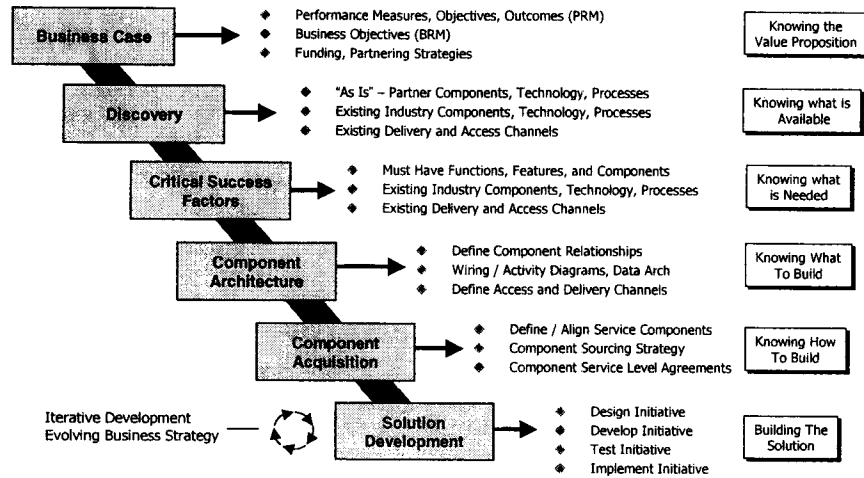 Business Case
Performance Measures, Objectives, Outcomes (PRM)
Business Objectives (BRM)
Funding, Partnering Strategies
Knowing the
Value Proposition
Discovery
"As Is" – Partner Components, Technology, Processes
Existing Industry Components, Technology, Processes
Existing Delivery and Access Channels
Knowing what is
Available
Critical Success
Factors
Must Have Functions, Features, and Components
Existing Industry Components, Technology, Processes
Existing Delivery and Access Channels
Knowing what
is Needed
Component
Architecture
Define Component Relationships
Wiring / Activity Diagrams, Data Arch
Define Access and Delivery Channels
Knowing What
To Build
Component
Acquisition
Define / Align Service Components
Component Sourcing Strategy
Component Service Level Agreements
Knowing How
To Build
Iterative Development
Evolving Business Strategy
Solution
Development
Design Initiative
Develop Initiative
Test Initiative
Implement Initiative
Building The
Solution